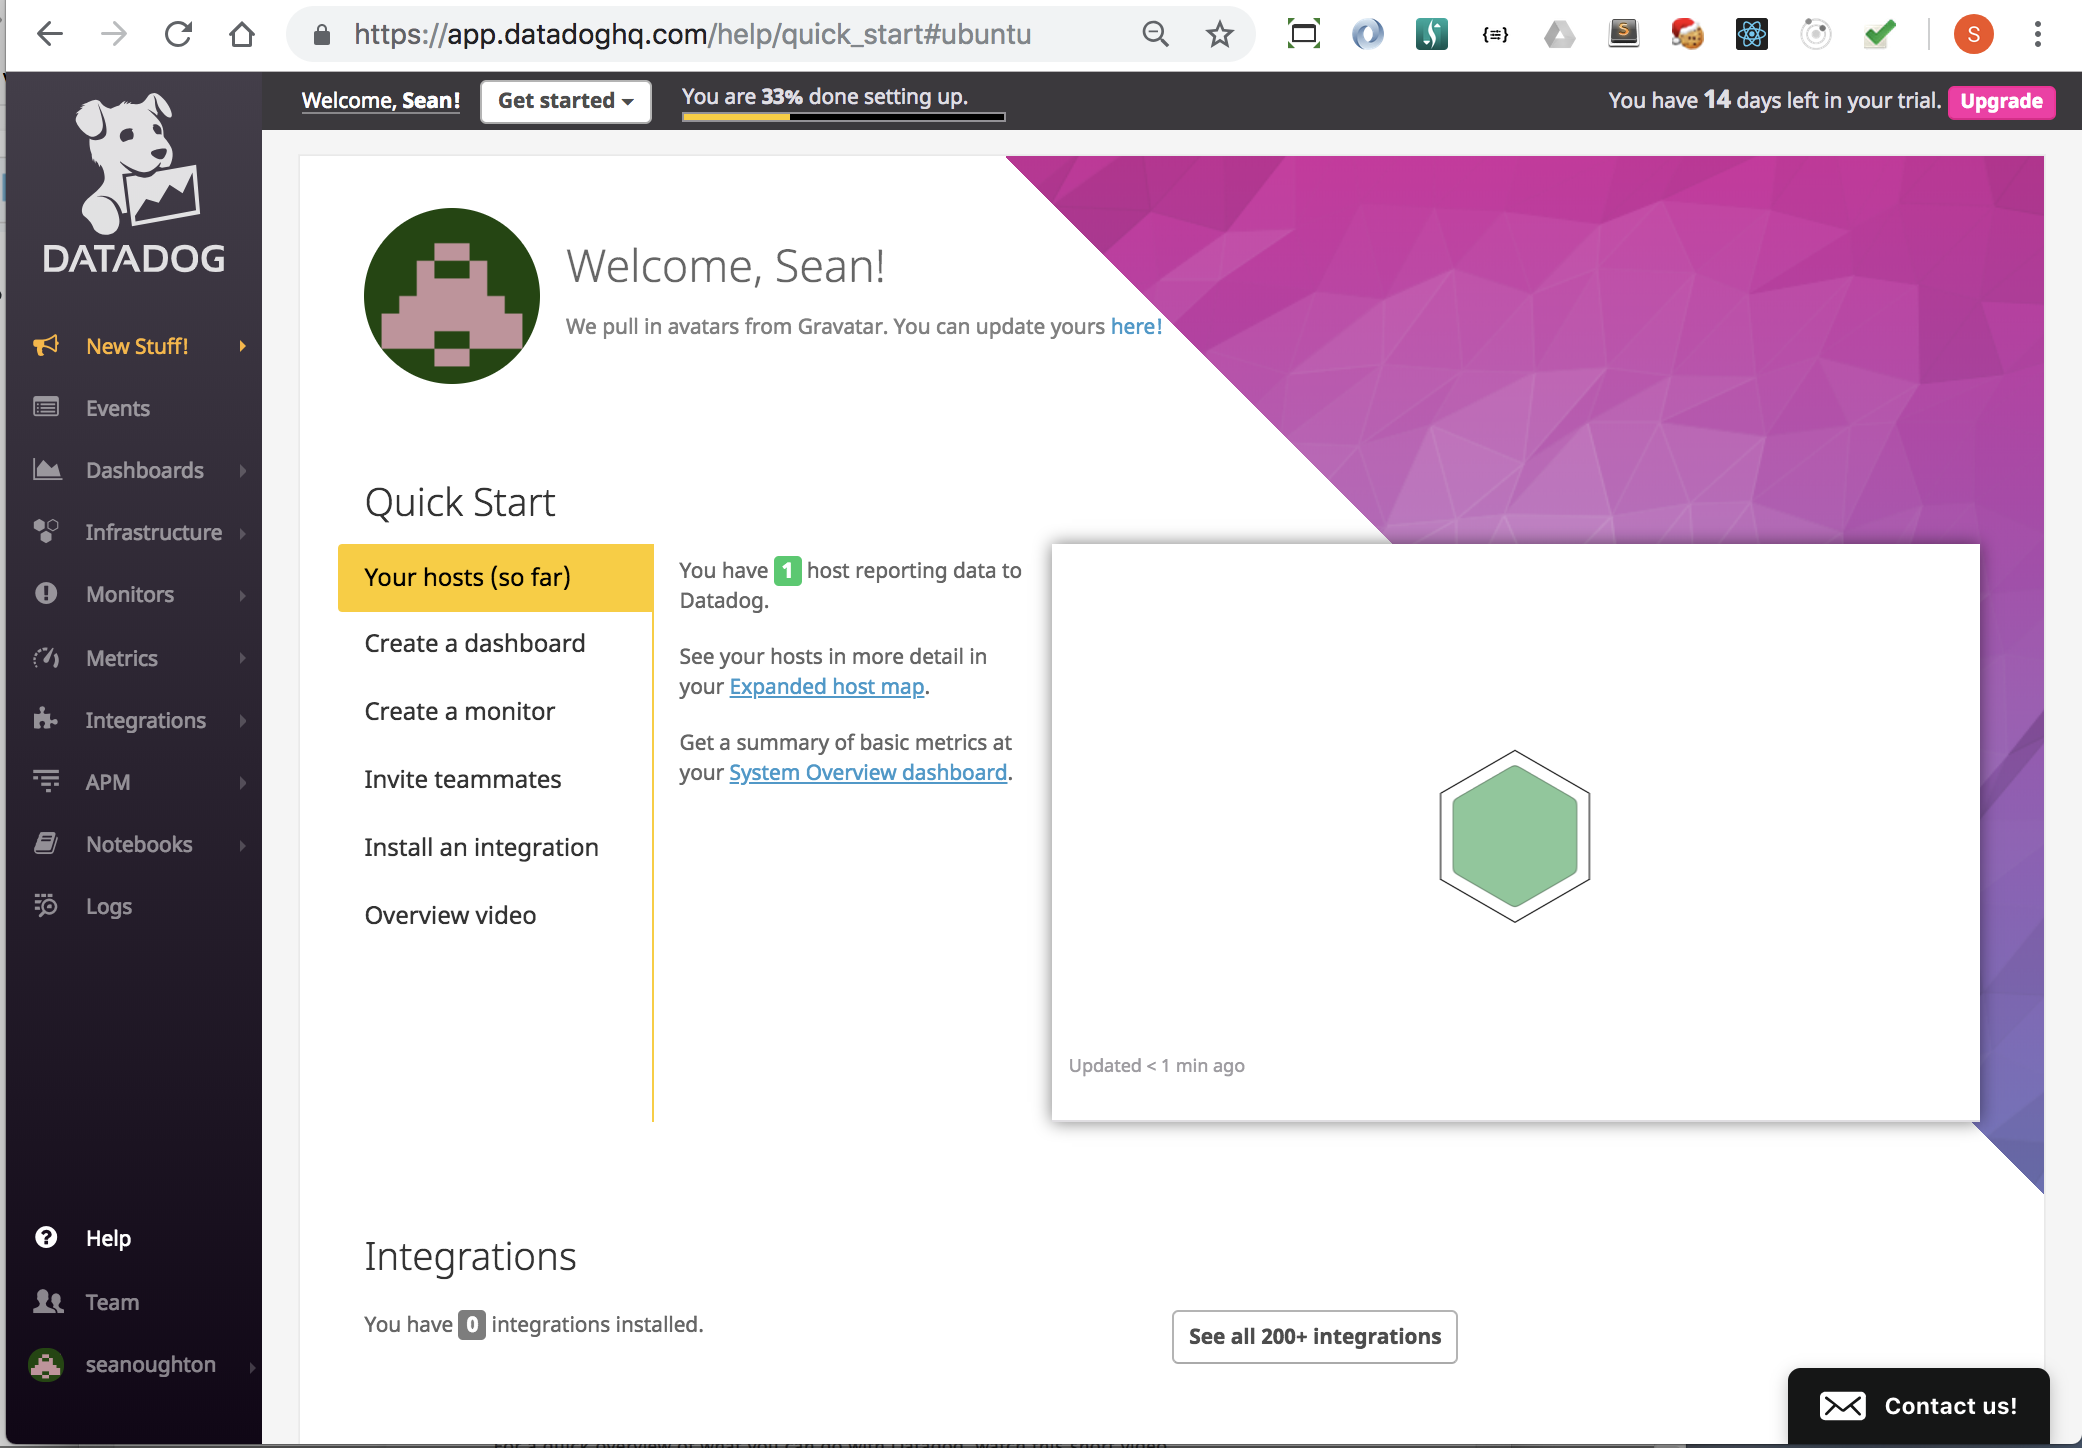 https://app.datadoghq.com/help/quick_start#ubuntu
S
{≡}
S
Welcome, Sean!
Get started
You are 33% done setting up.
You have 14 days left in your trial.
Upgrade
DATADOG
New Stuff!
Events
Dashboards
Infrastructure
Monitors
Metrics
Integrations
APM
Notebooks
Logs
Help
Team
seanoughton
Welcome, Sean!
We pull in avatars from Gravatar. You can update yours here!
Quick Start
Your hosts (so far)
Create a dashboard
Create a monitor
Invite teammates
Install an integration
Overview video
You have 1 host reporting data to
Datadog.
See your hosts in more detail in
your Expanded host map.
Get a summary of basic metrics at
your System Overview dashboard.
Updated < 1 min ago
Integrations
You have 0 integrations installed.
See all 200+ integrations
Contact us!